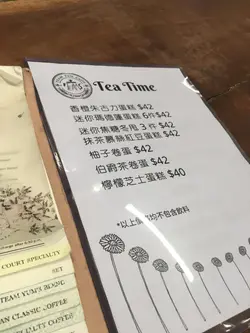 Tea Time
香橙朱古力蛋糕 $42
迷你瑪德蓮蛋糕 6件 $42
迷你焦糖冬甩 3 件 $42
抹茶慕絲紅豆蛋糕 $42
柚子卷蛋 $42
伯爵茶卷蛋 $42
檸檬芝士蛋糕 $40
*以上價格均不包含飲料
COURT SPECIALTY
SET